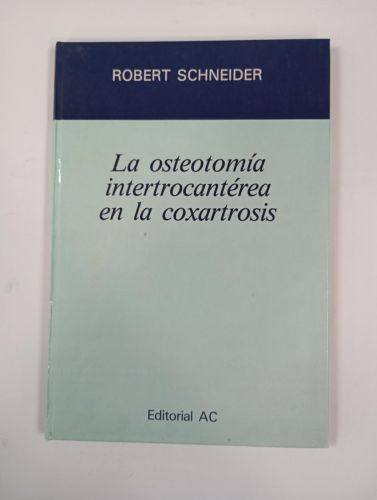 ROBERT SCHNEIDER
La osteotomía
intertrocantérea
en la coxartrosis
Editorial AC